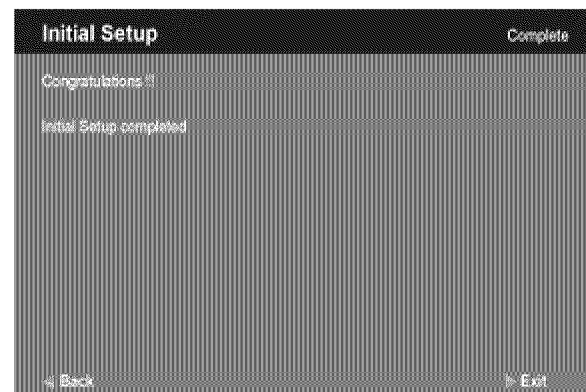 Initial Setup
Complete
Congratulations !!!
Initial Setup completed
Back
Exit